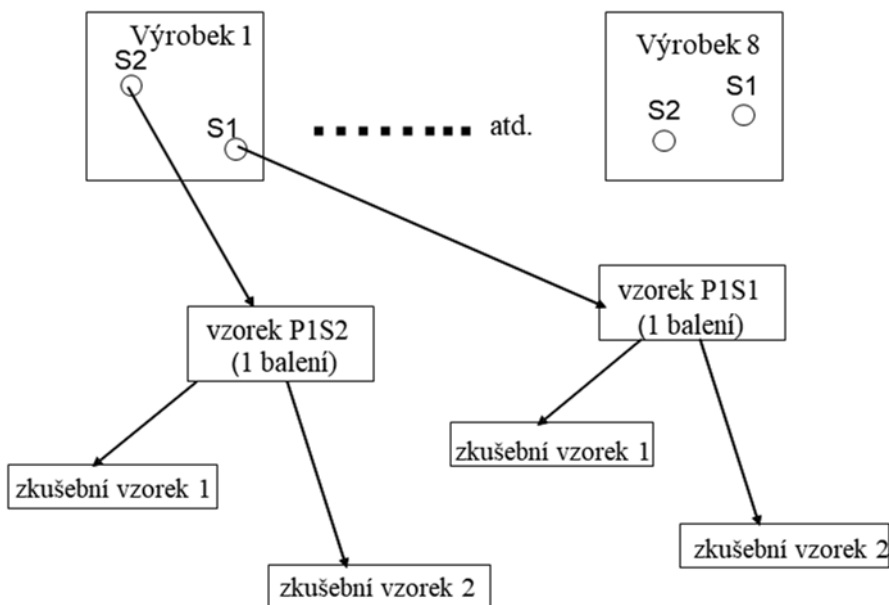 Výrobek 1
S2
S1
atd.
Výrobek 8
S1
S2
vzorek P1S2
(1 balení)
vzorek P1S1
(1 balení)
zkušební vzorek 1
zkušební vzorek 2
zkušební vzorek 1
zkušební vzorek 2